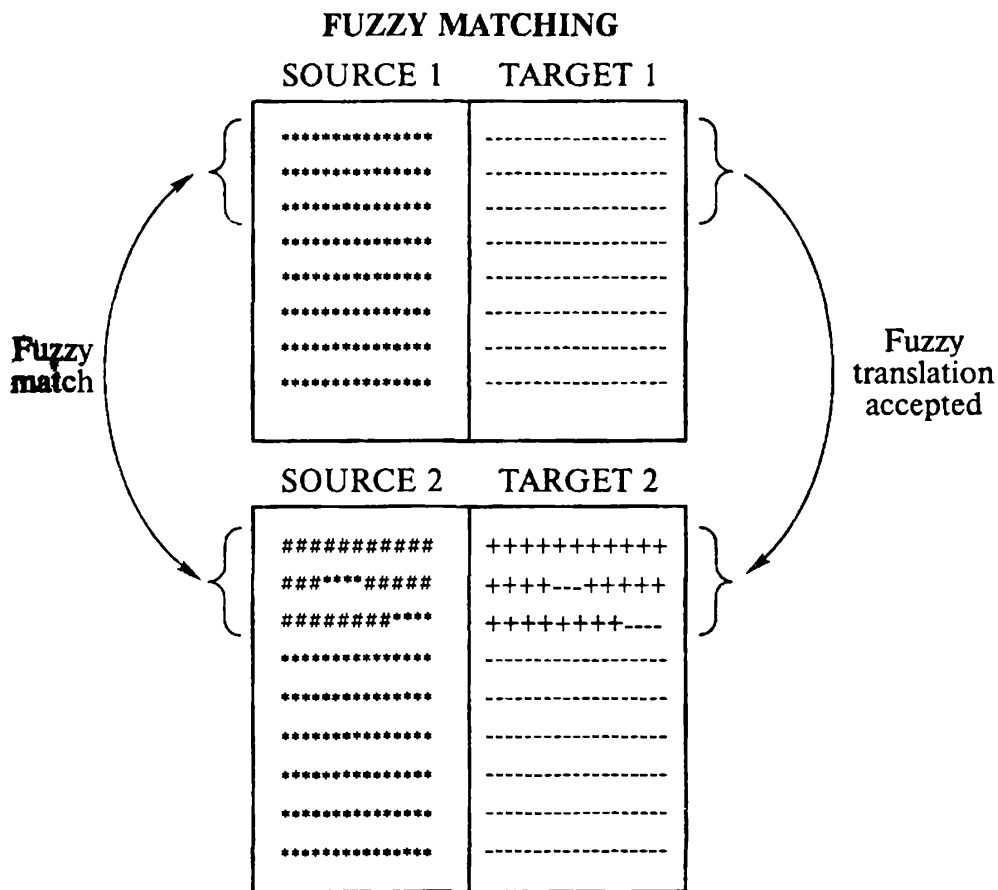 FUZZY MATCHING
SOURCE 1 TARGET 1
*************** ------------------
*************** ------------------
*************** ------------------
*************** ------------------
*************** ------------------
*************** ------------------
*************** ------------------
*************** ------------------
Fuzzy
match
Fuzzy
translation
accepted
SOURCE 2 TARGET 2
########### +++++++++++
###****##### ++++---+++++
########**** ++++++++----
*************** ------------------
*************** ------------------
*************** ------------------
*************** ------------------
*************** ------------------
*************** ------------------